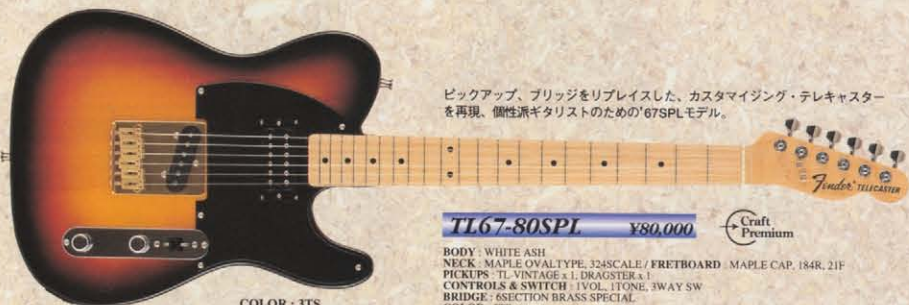 ピックアップ、ブリッジをリプレイスした、カスタマイジング・テレキャスター
を再現、個性派ギタリストのための'67SPLモデル。
Fender TELECASTER
TL67-80SPL ¥80,000
Craft
Premium
BODY : WHITE ASH
NECK : MAPLE OVALTYPE, 324SCALE / FRETBOARD : MAPLE CAP, 184R, 21F
PICKUPS : TL-VINTAGE x 1, DRAGSTER x 1
CONTROLS & SWITCH : 1VOL, 1TONE, 3WAY SW
BRIDGE : 6SECTION BRASS SPECIAL
COLOR : 3TS